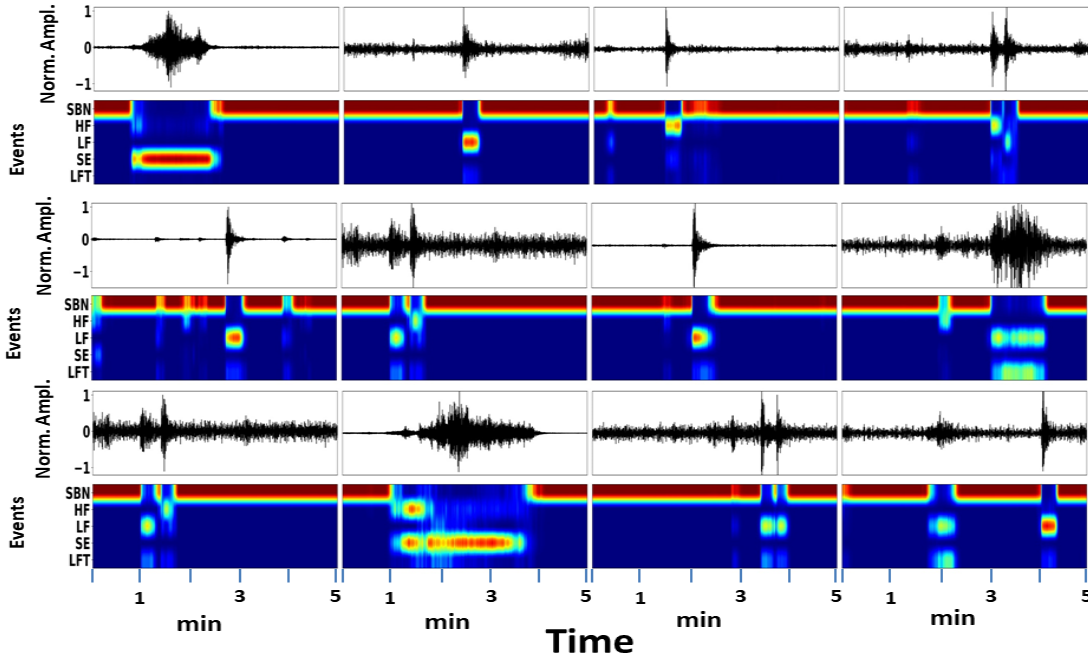 Norm. Ampl.
1
0
−1
Events
SBN
HF
LF
SE
LFT
Norm. Ampl.
1
0
−1
Events
SBN
HF
LF
SE
LFT
Norm. Ampl.
1
0
−1
Events
SBN
HF
LF
SE
LFT
1 3 5 1 3 1 3 5 1 3 5
min min min min
Time